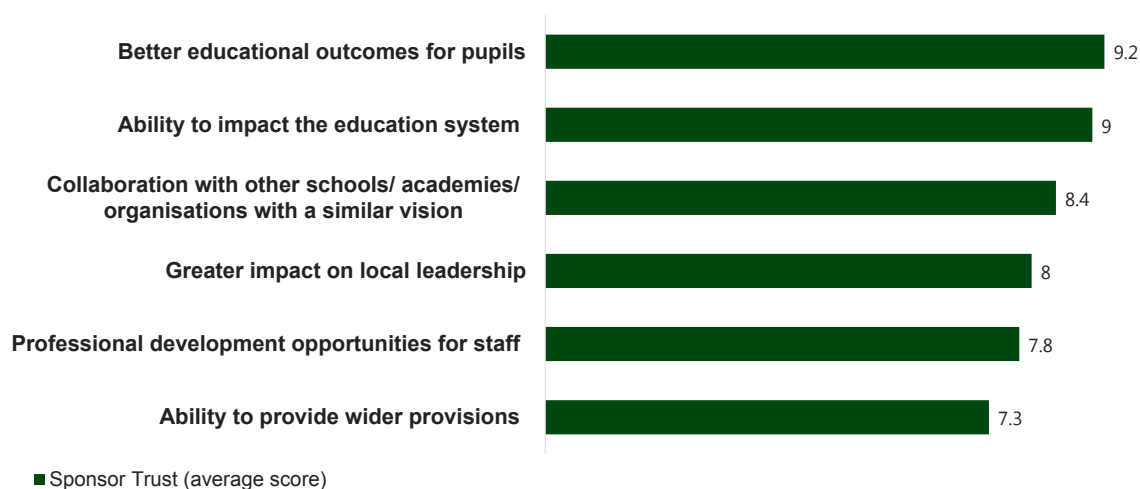 Better educational outcomes for pupils
9.2
Ability to impact the education system
9
Collaboration with other schools/ academies/
organisations with a similar vision
8.4
Greater impact on local leadership
8
Professional development opportunities for staff
7.8
Ability to provide wider provisions
7.3
Sponsor Trust (average score)